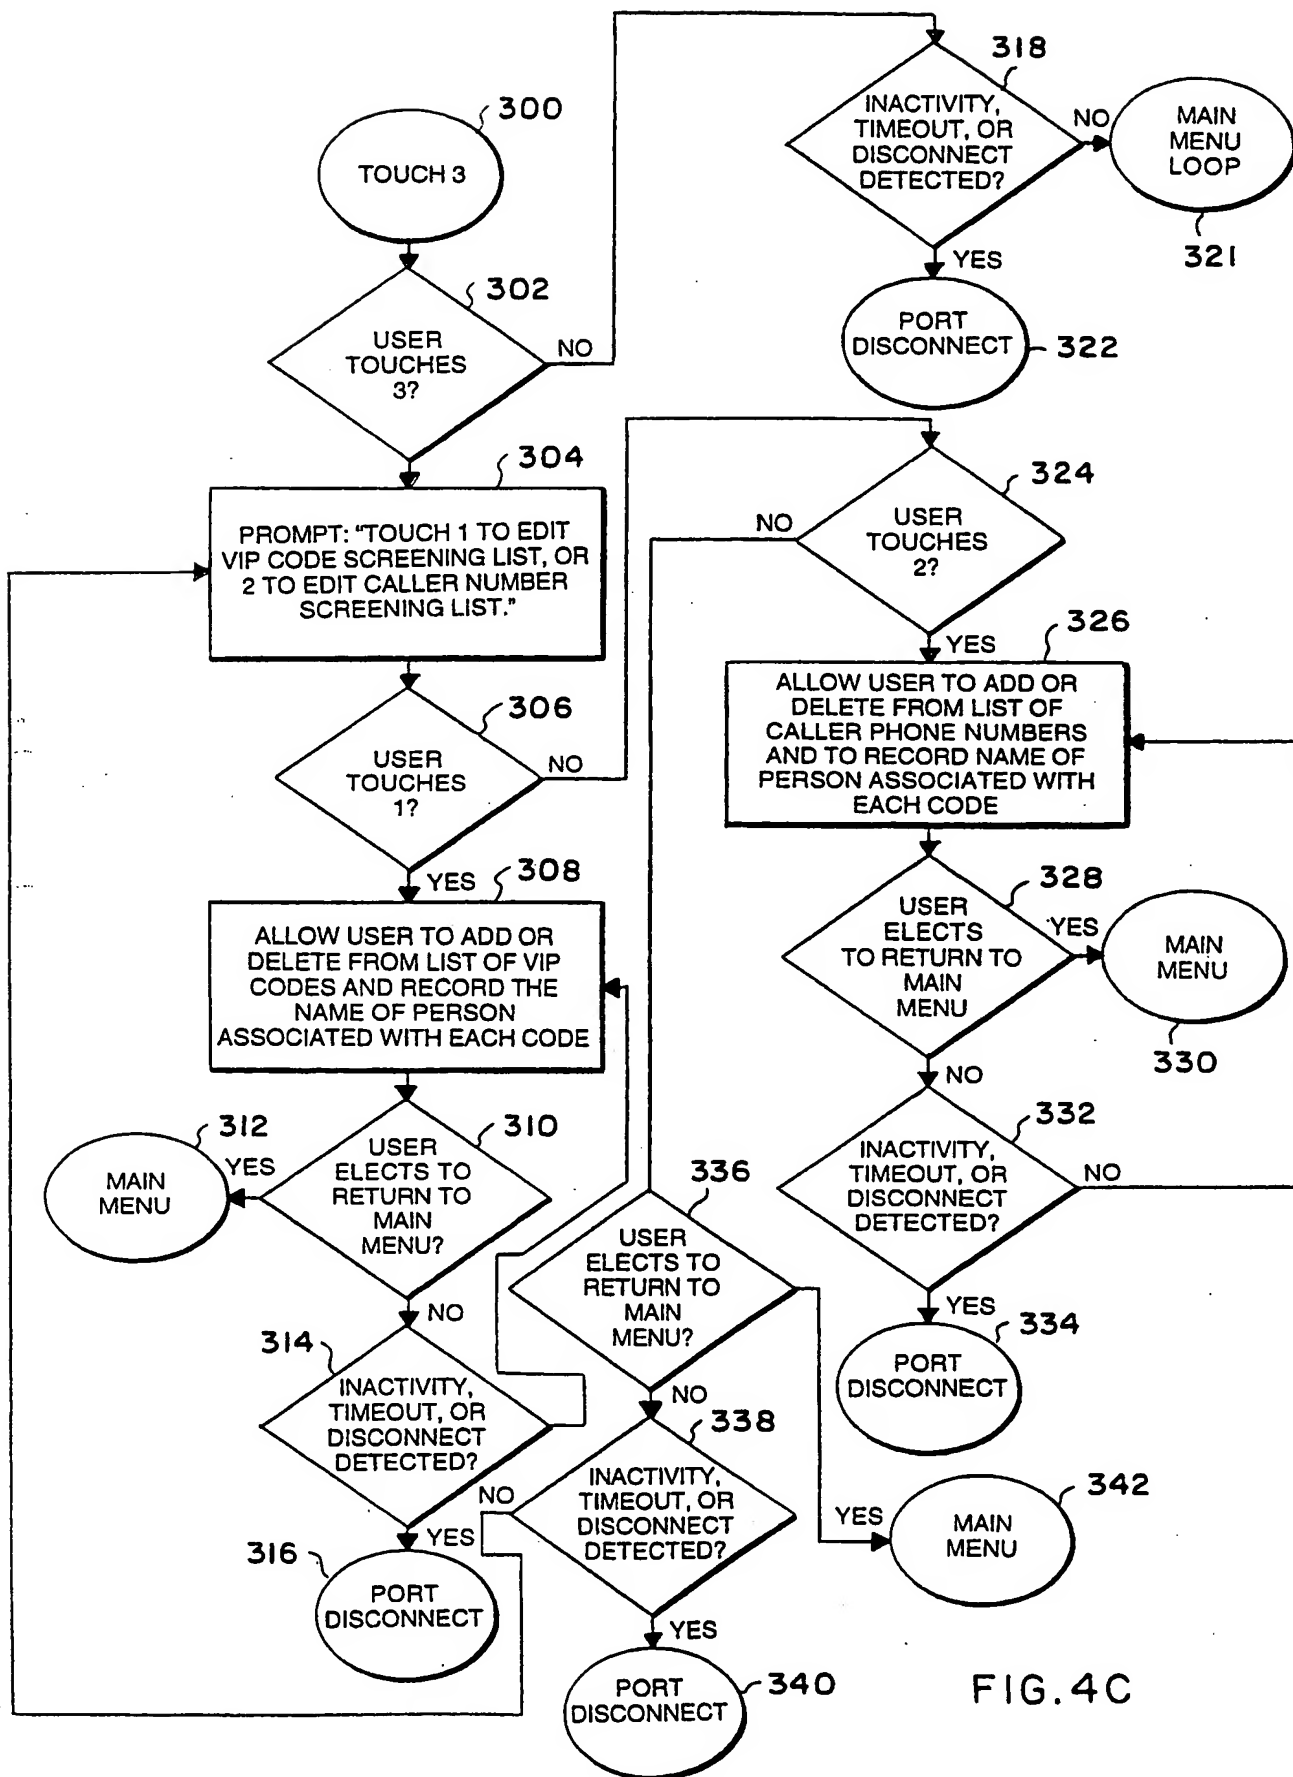 300
TOUCH 3
302
USER
TOUCHES
3?
NO
304
PROMPT: "TOUCH 1 TO EDIT
VIP CODE SCREENING LIST, OR
2 TO EDIT CALLER NUMBER
SCREENING LIST."
306
USER
TOUCHES
1?
NO
YES
308
ALLOW USER TO ADD OR
DELETE FROM LIST OF VIP
CODES AND RECORD THE
NAME OF PERSON
ASSOCIATED WITH EACH CODE
310
USER
ELECTS TO
RETURN TO
MAIN
MENU?
YES
312
MAIN
MENU
NO
314
INACTIVITY,
TIMEOUT, OR
DISCONNECT
DETECTED?
YES
316
PORT
DISCONNECT
318
INACTIVITY,
TIMEOUT, OR
DISCONNECT
DETECTED?
NO
MAIN
MENU
LOOP
321
YES
PORT
DISCONNECT
322
324
USER
TOUCHES
2?
NO
YES
326
ALLOW USER TO ADD OR
DELETE FROM LIST OF
CALLER PHONE NUMBERS
AND TO RECORD NAME OF
PERSON ASSOCIATED WITH
EACH CODE
328
USER
ELECTS
TO RETURN TO
MAIN
MENU
YES
MAIN
MENU
330
NO
332
INACTIVITY,
TIMEOUT, OR
DISCONNECT
DETECTED?
NO
YES
334
PORT
DISCONNECT
336
USER
ELECTS TO
RETURN TO
MAIN
MENU?
NO
338
INACTIVITY,
TIMEOUT, OR
DISCONNECT
DETECTED?
NO
YES
340
PORT
DISCONNECT
YES
342
MAIN
MENU
FIG. 4C